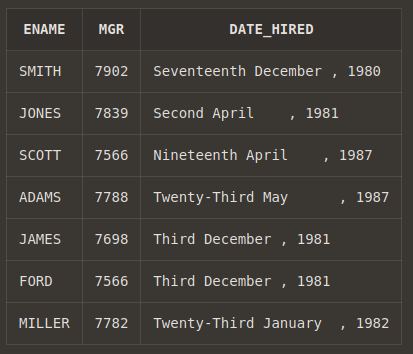 ENAME MGR DATE_HIRED
SMITH 7902 Seventeenth December , 1980
JONES 7839 Second April    , 1981
SCOTT 7566 Nineteenth April    , 1987
ADAMS 7788 Twenty-Third May      , 1987
JAMES 7698 Third December , 1981
FORD 7566 Third December , 1981
MILLER 7782 Twenty-Third January  , 1982